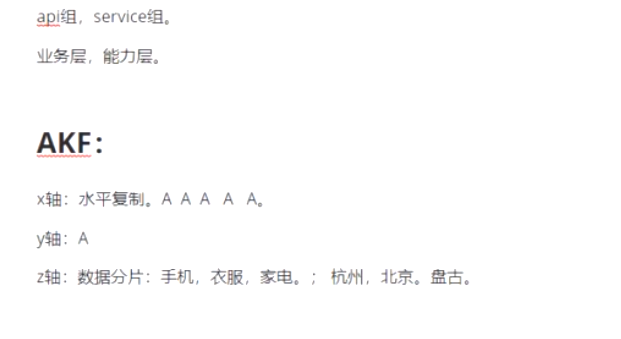 api组，service组。
业务层，能力层。
AKF：
x轴：水平复制。A A A A A。
y轴：A
z轴：数据分片：手机，衣服，家电。； 杭州，北京。盘古。